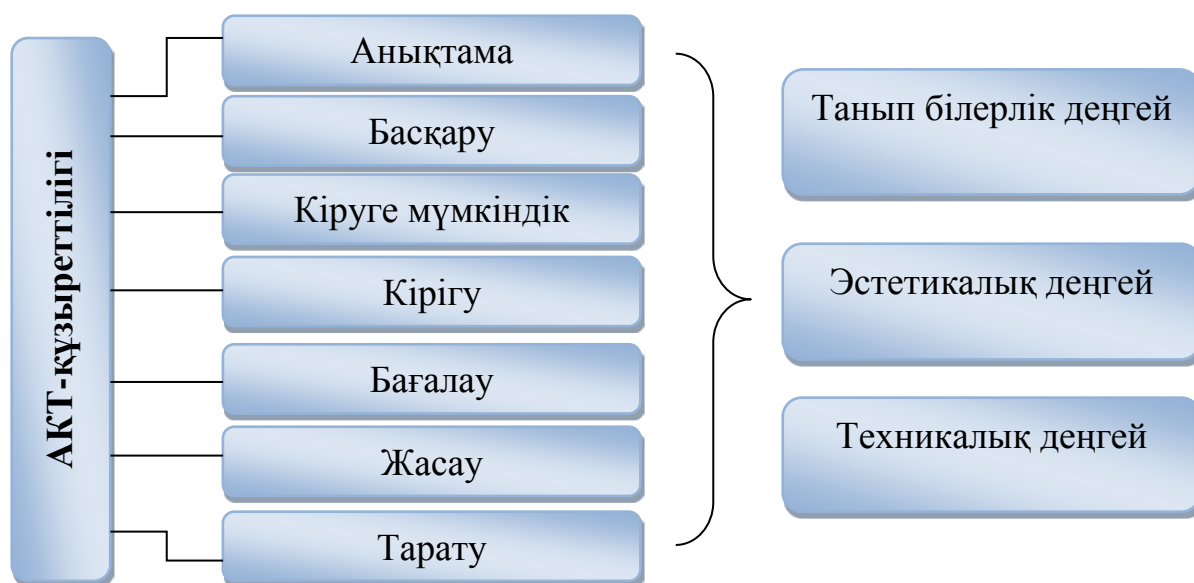 АКТ-құзыреттілігі
Анықтама
Басқару
Кіруге мүмкіндік
Кірігу
Бағалау
Жасау
Тарату
Танып білерлік деңгей
Эстетикалық деңгей
Техникалық деңгей